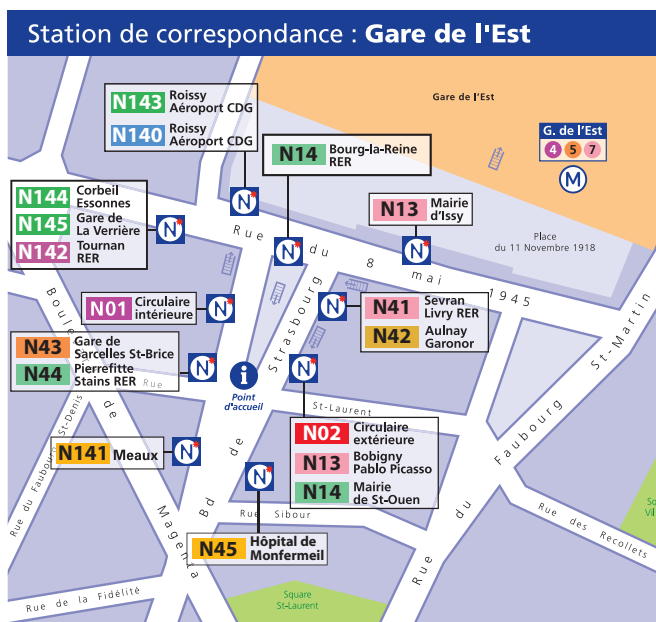 Station de correspondance : Gare de l'Est
N143 Roissy
Aéroport CDG
N140 Roissy
Aéroport CDG
Gare de l'Est
G. de l'Est
4 5 7
M
N14 Bourg-la-Reine
RER
N13 Mairie
d'Issy
N144 Corbeil
Essonnes
N145 Gare de
La Verrière
N142 Tournan
RER
N
N
N
N
Place
du 11 Novembre 1918
Rue du 8 mai 1945
N01 Circulaire
intérieure
N
N
N41 Sevran
Livry RER
N42 Aulnay
Garonor
N43 Gare de
Sarcelles St-Brice
N44 Pierrefitte
Stains RER
N
N
i
Point
d'accueil
Rue St-Laurent
Bd de Strasbourg
Boulevard de Magenta
Rue du Faubourg St-Martin
Rue du Faubourg St-Denis
N02 Circulaire
extérieure
N13 Bobigny
Pablo Picasso
N14 Mairie
de St-Ouen
N141 Meaux
N
N
N45 Hôpital de
Monfermeil
Rue Sibour
Rue des Recollets
Rue de la Fidélité
Square
St-Laurent
Sq
Vil